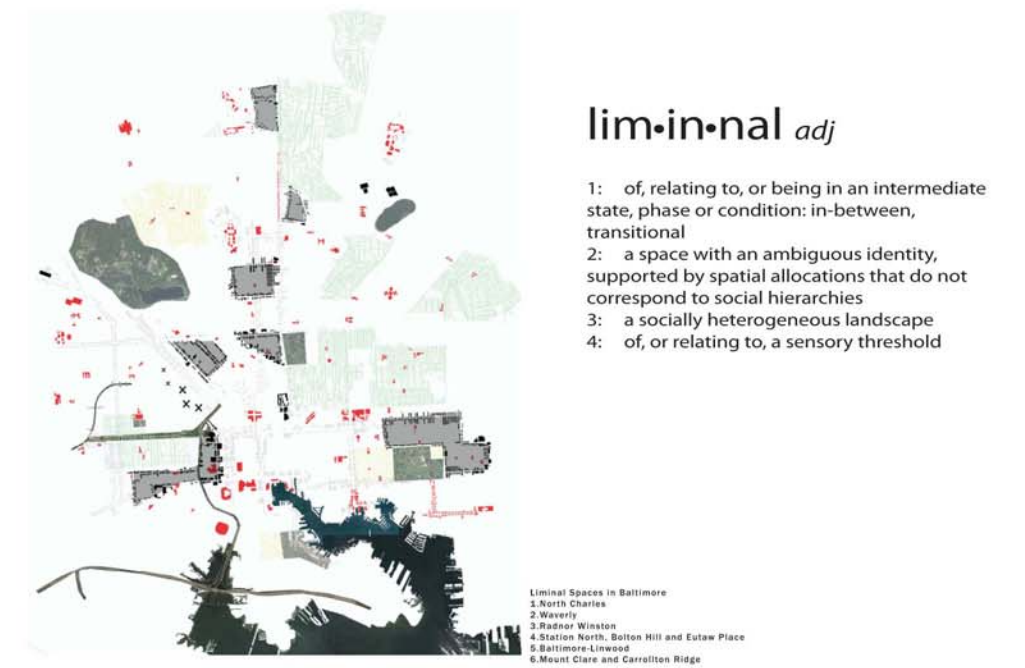 lim•in•nal adj
1: of, relating to, or being in an intermediate
state, phase or condition: in-between,
transitional
2: a space with an ambiguous identity,
supported by spatial allocations that do not
correspond to social hierarchies
3: a socially heterogeneous landscape
4: of, or relating to, a sensory threshold
Liminal Spaces in Baltimore
1.North Charles
2.Waverly
3.Radnor Winston
4.Station North, Bolton Hill and Eutaw Place
5.Baltimore-Linwood
6.Mount Clare and Carrollton Ridge